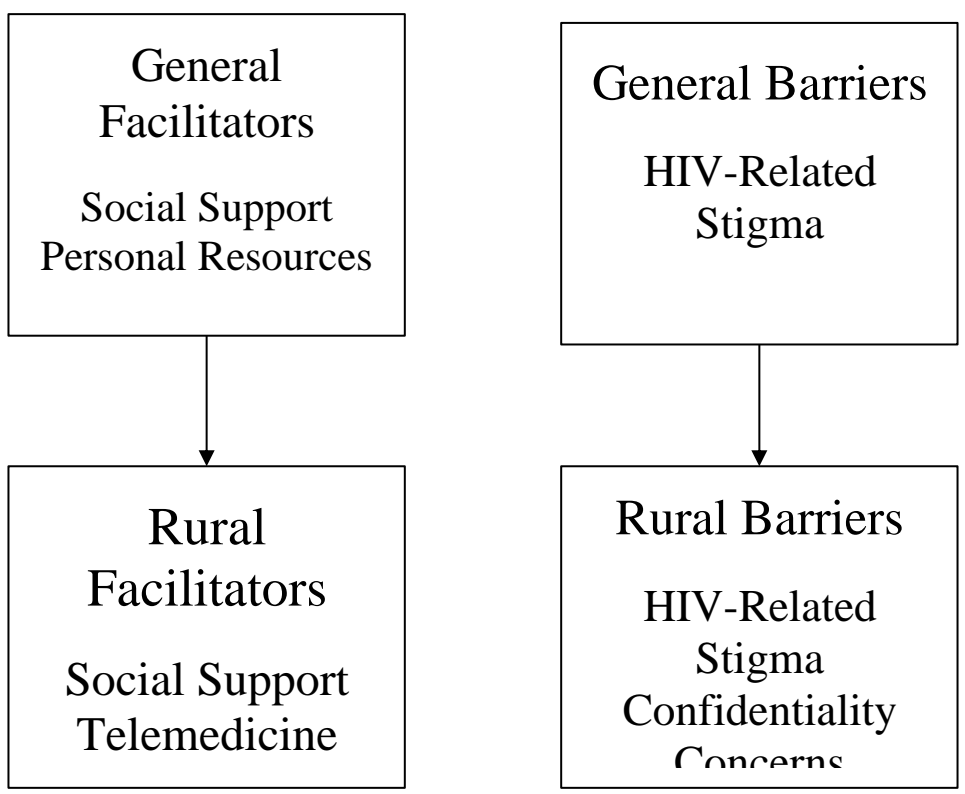 General
Facilitators
Social Support
Personal Resources
General Barriers
HIV-Related
Stigma
Rural
Facilitators
Social Support
Telemedicine
Rural Barriers
HIV-Related
Stigma
Confidentiality
Concerns